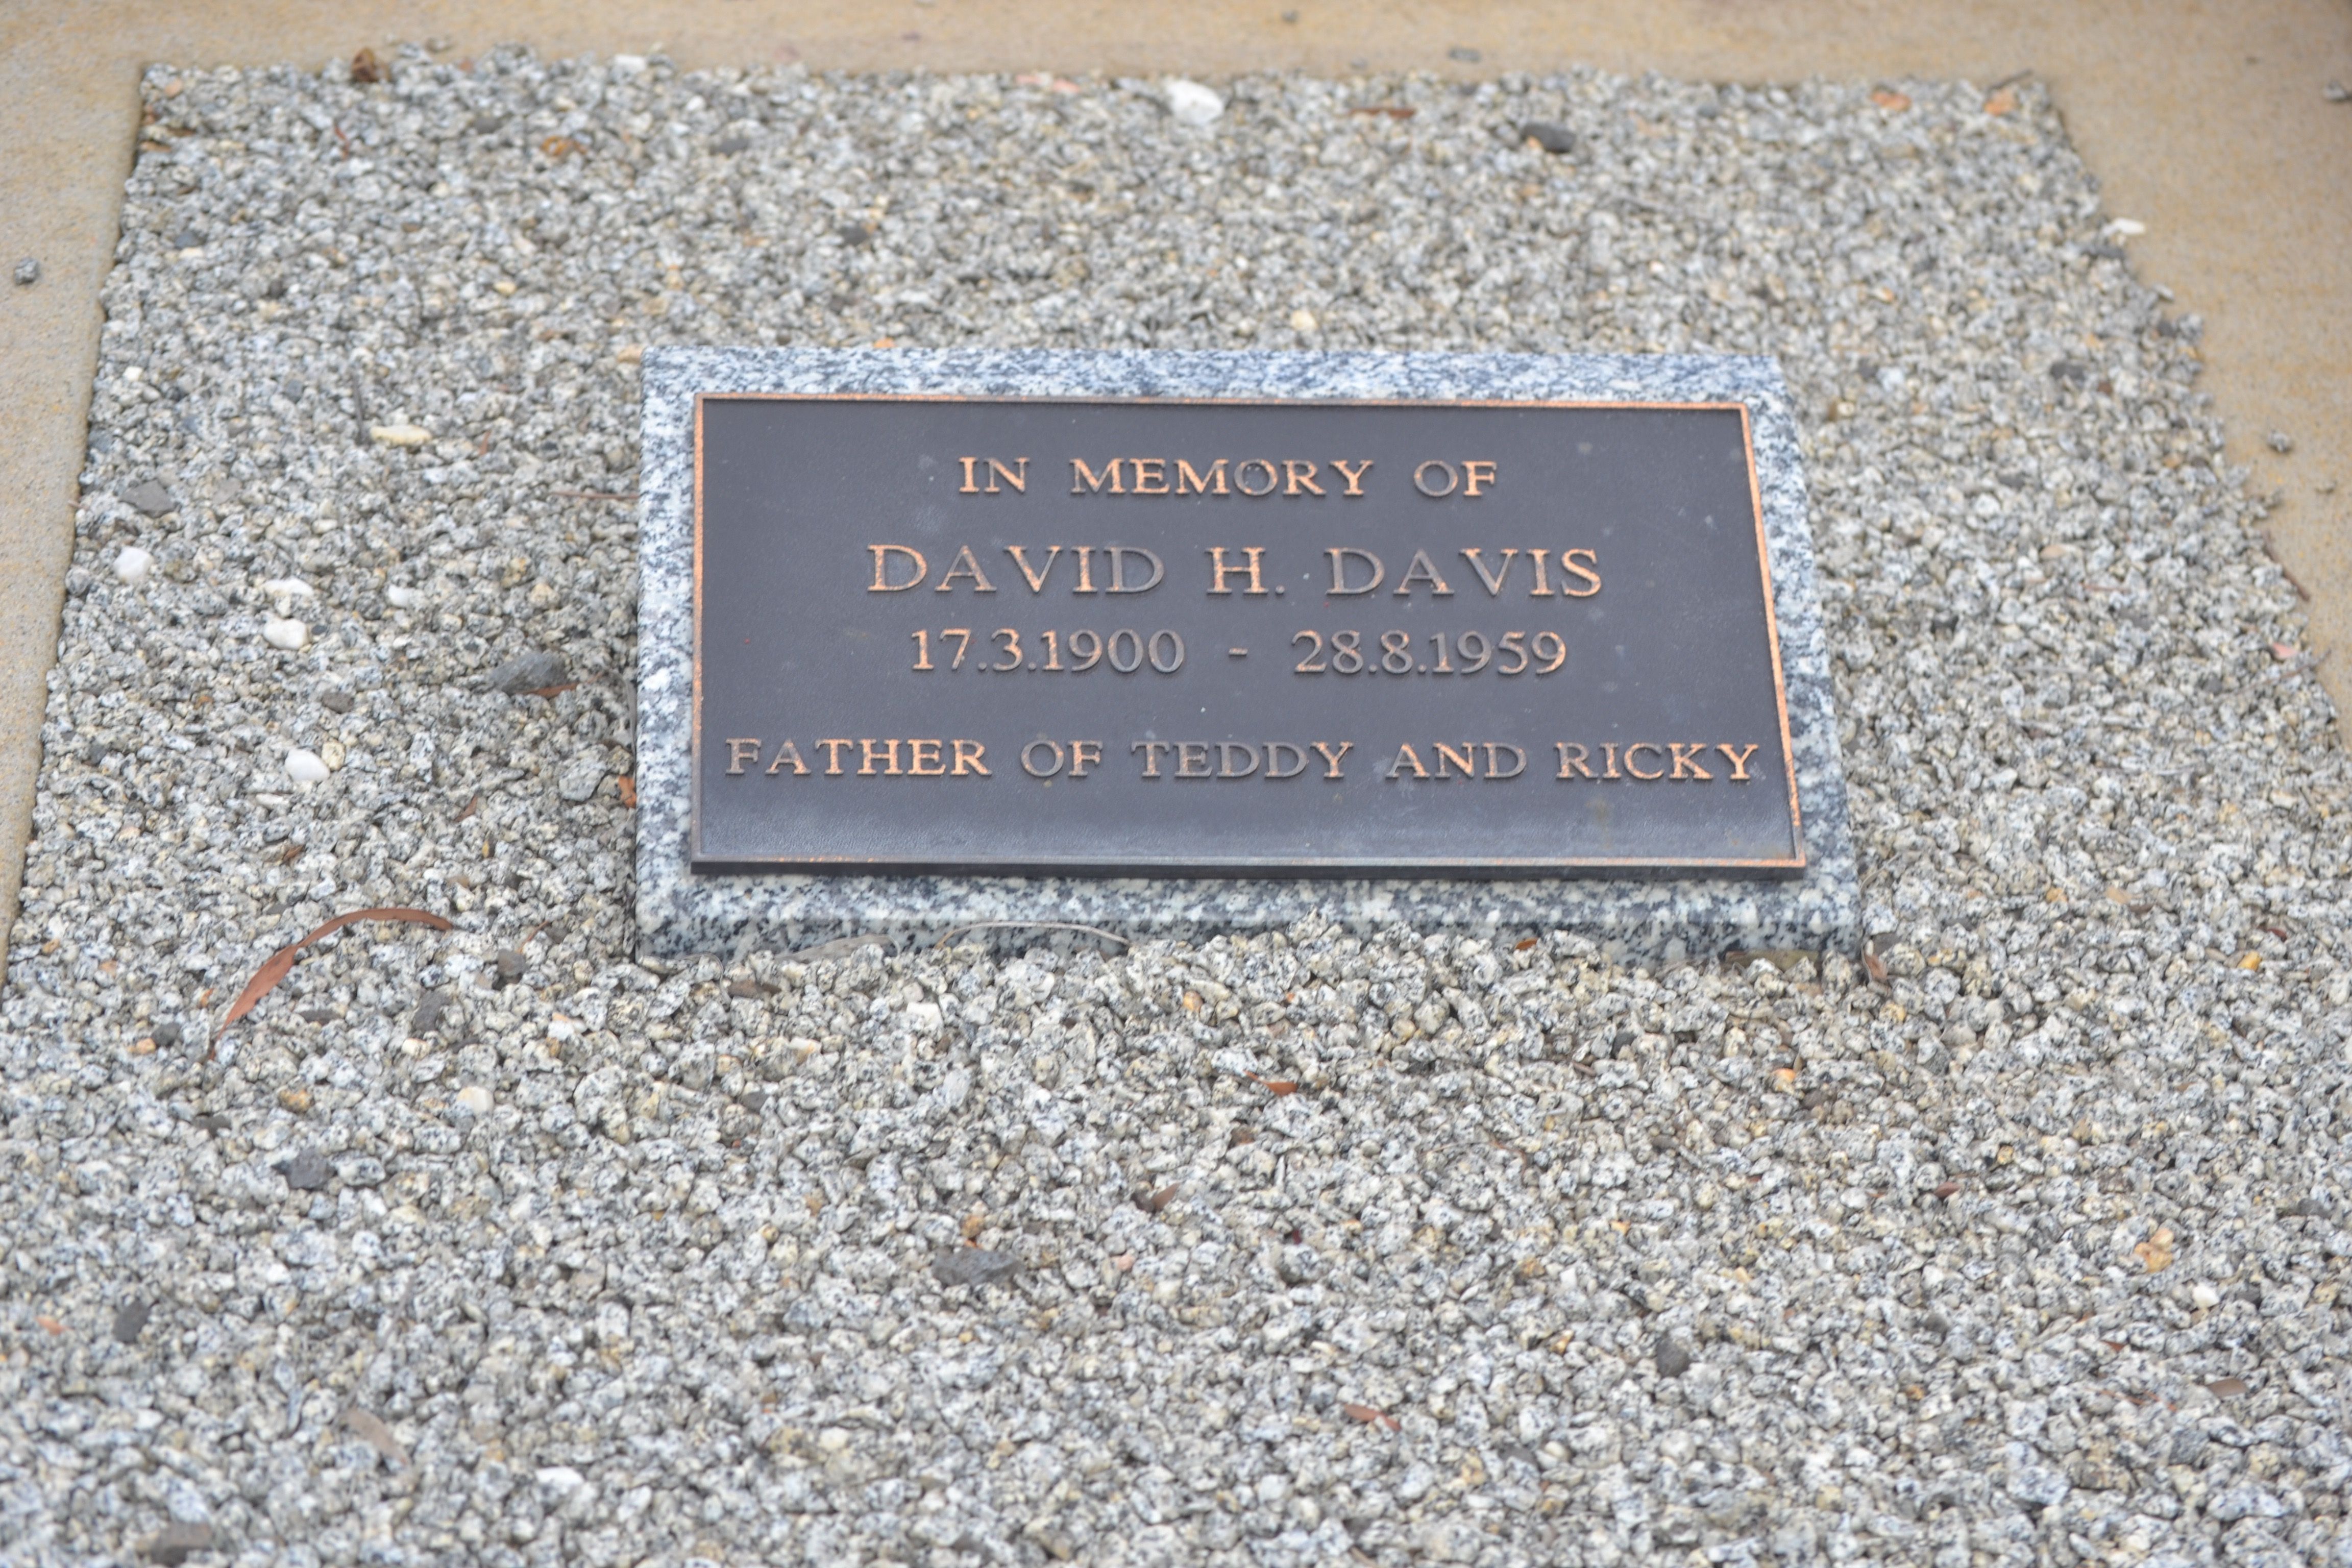 IN MEMORY OF
DAVID H. DAVIS
17.3.1900 - 28.8.1959
FATHER OF TEDDY AND RICKY